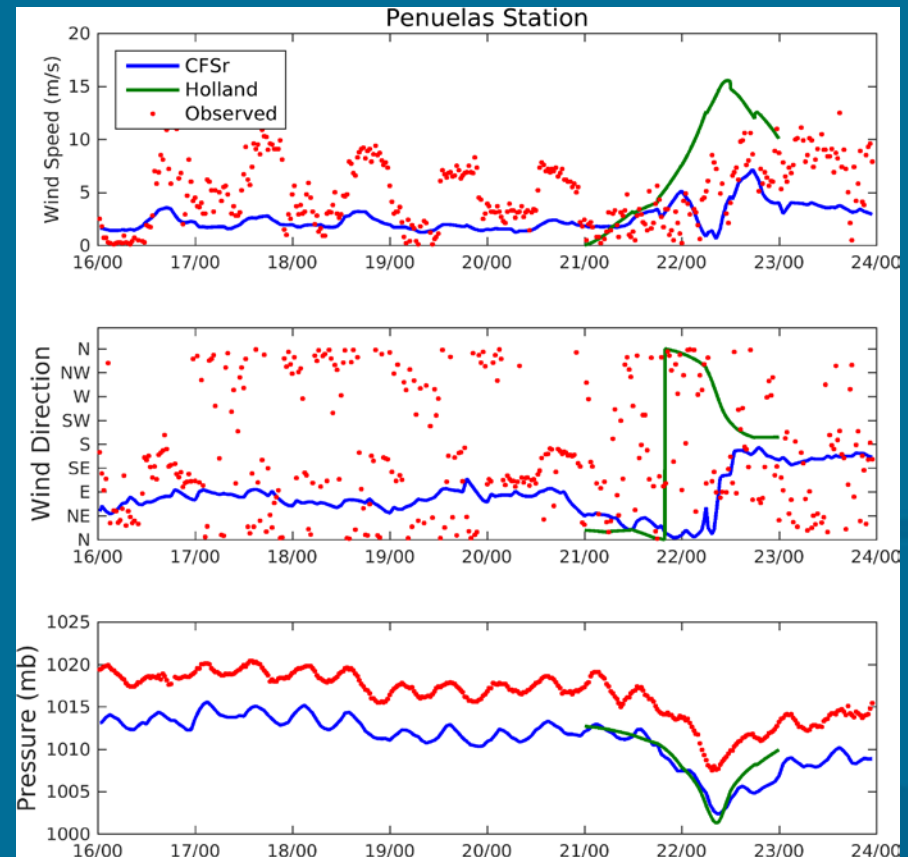 Penuelas Station
20
15
10
5
0
Wind Speed (m/s)
CFSr
Holland
Observed
16/00 17/00 18/00 19/00 20/00 21/00 22/00 23/00 24/00
N
NW
W
SW
S
SE
E
NE
N
Wind Direction
16/00 17/00 18/00 19/00 20/00 21/00 22/00 23/00 24/00
1025
1020
1015
1010
1005
1000
Pressure (mb)
16/00 17/00 18/00 19/00 20/00 21/00 22/00 23/00 24/00